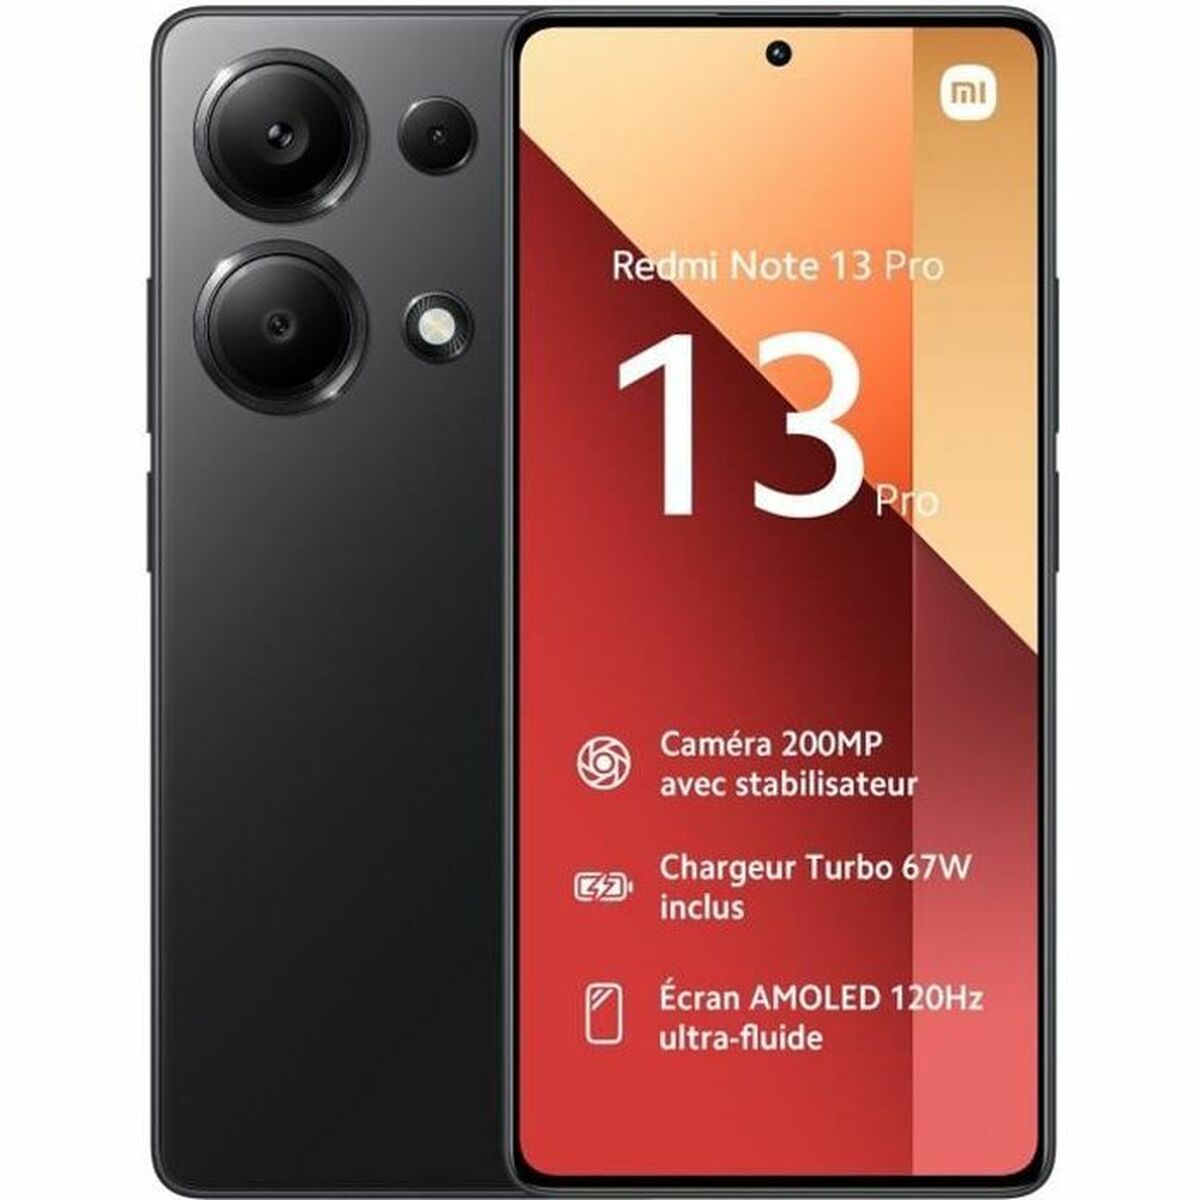 mi
Redmi Note 13 Pro
13
Pro
Caméra 200MP
avec stabilisateur
Chargeur Turbo 67W
inclus
Écran AMOLED 120Hz
ultra-fluide